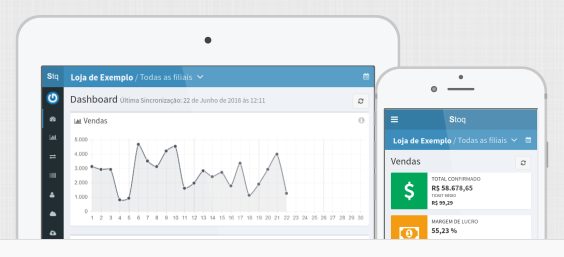 Stq
Loja de Exemplo / Todas as filiais
Dashboard Última Sincronização: 22 de Junho de 2016 às 12:11
Vendas
5.000
4.000
3.000
2.000
1.000
0
1 2 3 4 5 6 7 8 9 10 11 12 13 14 15 16 17 18 19 20 21 22 23 24 25 26 27 28 29 30
Stoq
Loja de Exemplo / Todas as filiais
Vendas
$
TOTAL CONFIRMADO
R$ 58.678,65
TICKET MÉDIO
R$ 99,29
MARGEM DE LUCRO
55,23 %